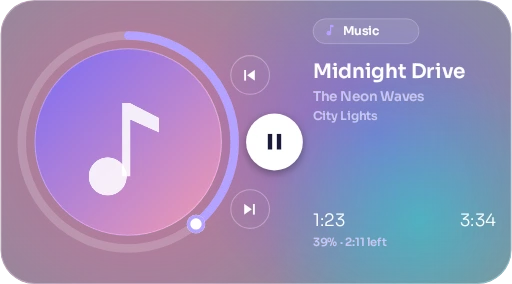 Music
Midnight Drive
The Neon Waves
City Lights
1:23 3:34
39% · 2:11 left